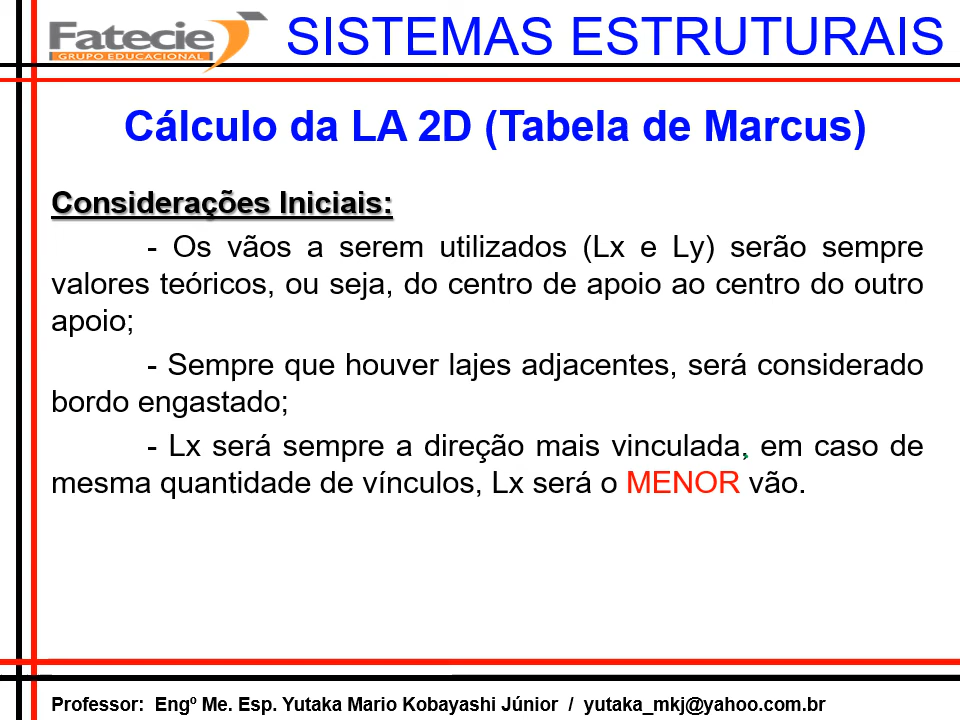 Fatecie
GRUPO EDUCACIONAL
SISTEMAS ESTRUTURAIS
Cálculo da LA 2D (Tabela de Marcus)
Considerações Iniciais:
- Os vãos a serem utilizados (Lx e Ly) serão sempre
valores teóricos, ou seja, do centro de apoio ao centro do outro
apoio;
- Sempre que houver lajes adjacentes, será considerado
bordo engastado;
- Lx será sempre a direção mais vinculada, em caso de
mesma quantidade de vínculos, Lx será o MENOR vão.
Professor: Engº Me. Esp. Yutaka Mario Kobayashi Júnior / yutaka_mkj@yahoo.com.br